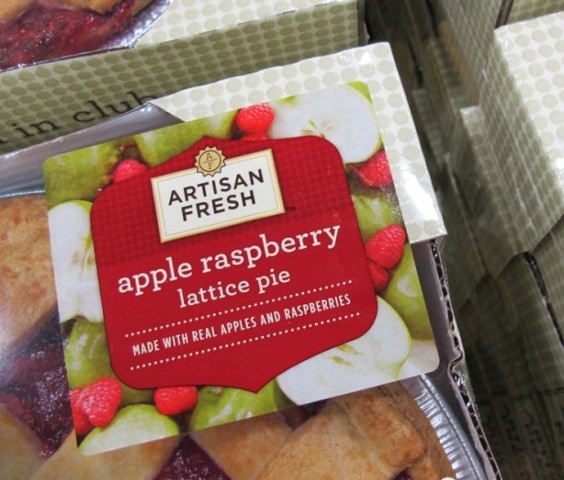 in club
ARTISAN
FRESH
apple raspberry
lattice pie
MADE WITH REAL APPLES AND RASPBERRIES